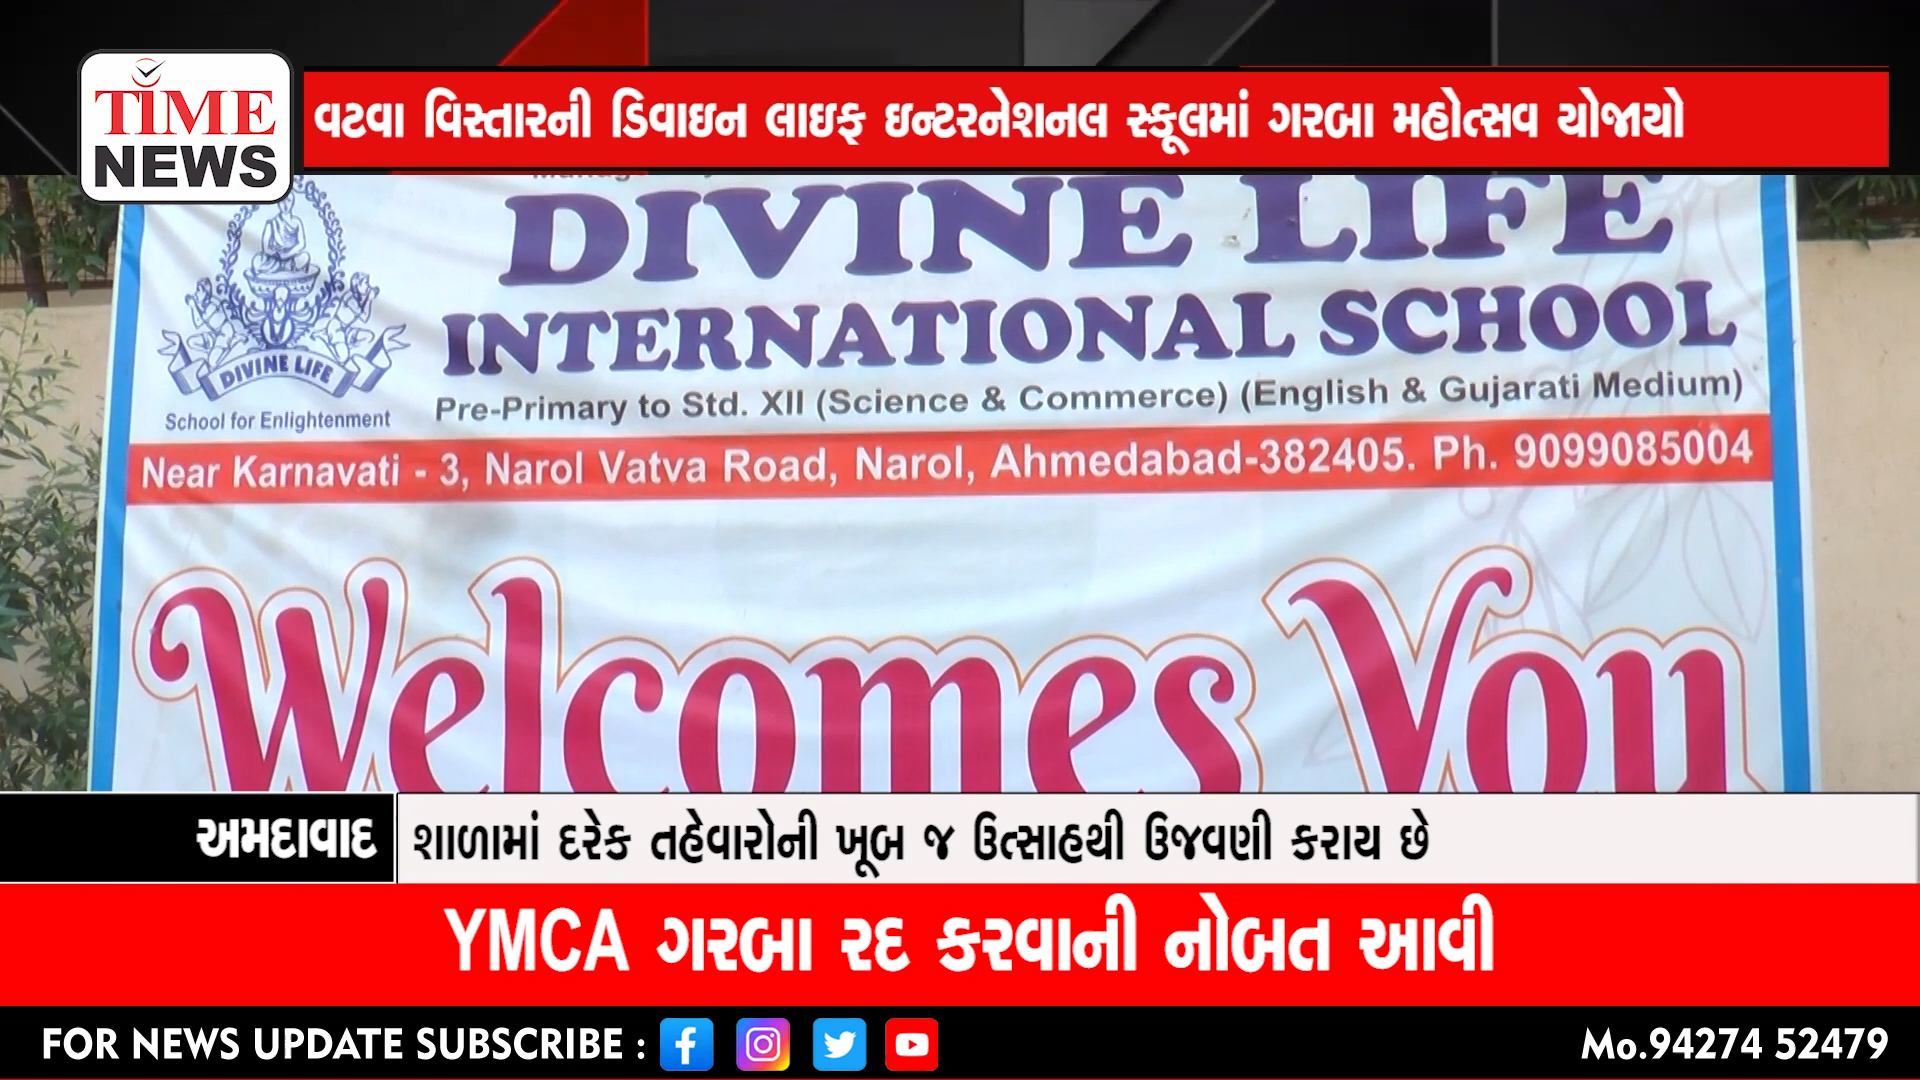 TIME
NEWS
વટવા વિસ્તારની ડિવાઇન લાઇફ ઇન્ટરનેશનલ સ્કૂલમાં ગરબા મહોત્સવ યોજાયો
DIVINE LIFE
INTERNATIONAL SCHOOL
DIVINE LIFE
School for Enlightenment
Pre-Primary to Std. XII (Science & Commerce) (English & Gujarati Medium)
Near Karnavati - 3, Narol Vatva Road, Narol, Ahmedabad-382405. Ph. 9099085004
Welcomes You
અમદાવાદ
શાળામાં દરેક તહેવારોની ખૂબ જ ઉત્સાહથી ઉજવણી કરાય છે
YMCA ગરબા રદ કરવાની નોબત આવી
FOR NEWS UPDATE SUBSCRIBE :
Mo.94274 52479